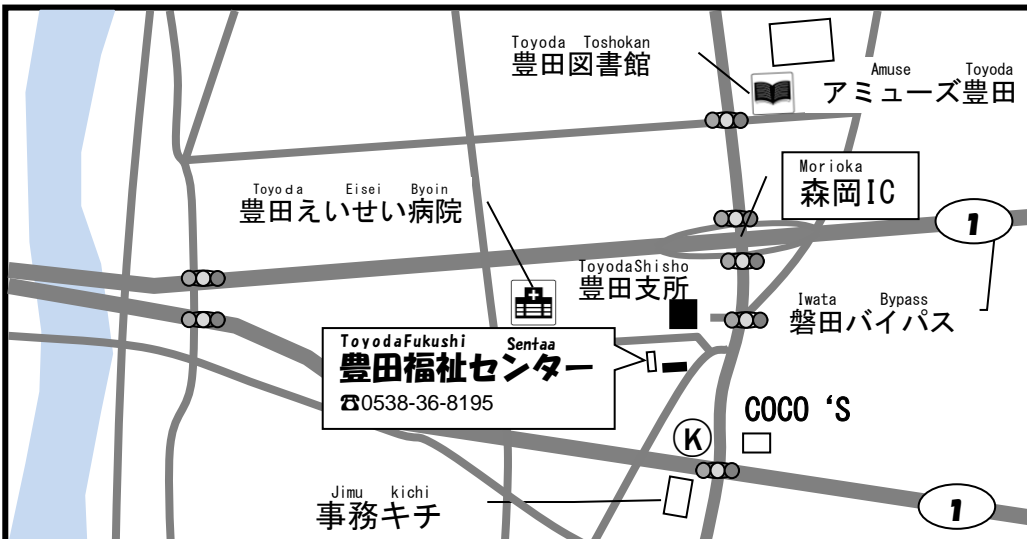 Toyoda Toshokan
豊田図書館
Amuse Toyoda
アミューズ豊田
Morioka
森岡IC
Toyoda Eisei Byoin
豊田えいせい病院
1
ToyodaShisho
豊田支所
Iwata Bypass
磐田バイパス
ToyodaFukushi Sentaa
豊田福祉センター
☎0538-36-8195
COCO ‘S
K
Jimu kichi
事務キチ
1